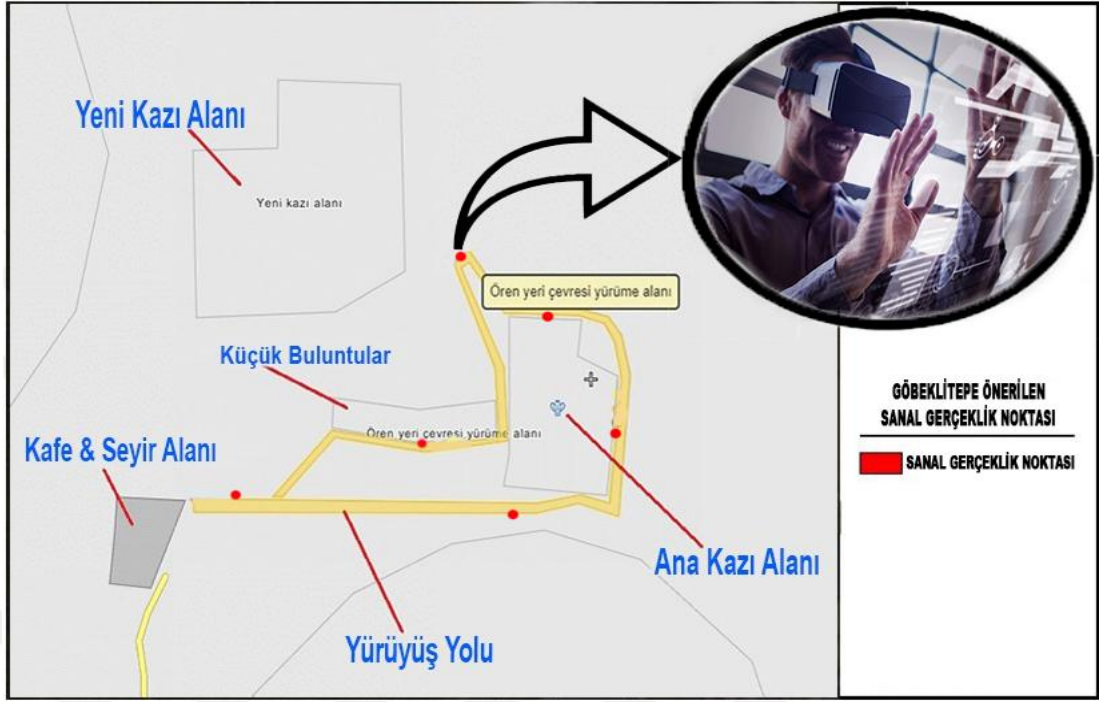 Yeni Kazı Alanı
Yeni kazı alanı
Ören yeri çevresi yürüme alanı
Küçük Buluntular
Ören yeri çevresi yürüme alanı
Kafe & Seyir Alanı
Ana Kazı Alanı
Yürüyüş Yolu
GÖBEKLİTEPE ÖNERİLEN
SANAL GERÇEKLİK NOKTASI
SANAL GERÇEKLİK NOKTASI